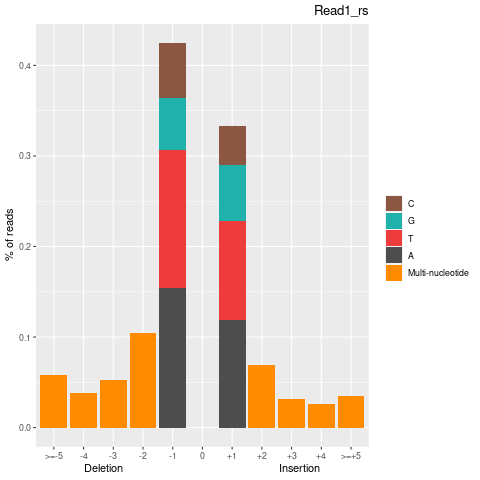 Read1_rs
% of reads
0.4
0.3
0.2
0.1
0.0
>=-5 -4 -3 -2 -1 0 +1 +2 +3 +4 >=+5
Deletion Insertion
C
G
T
A
Multi-nucleotide